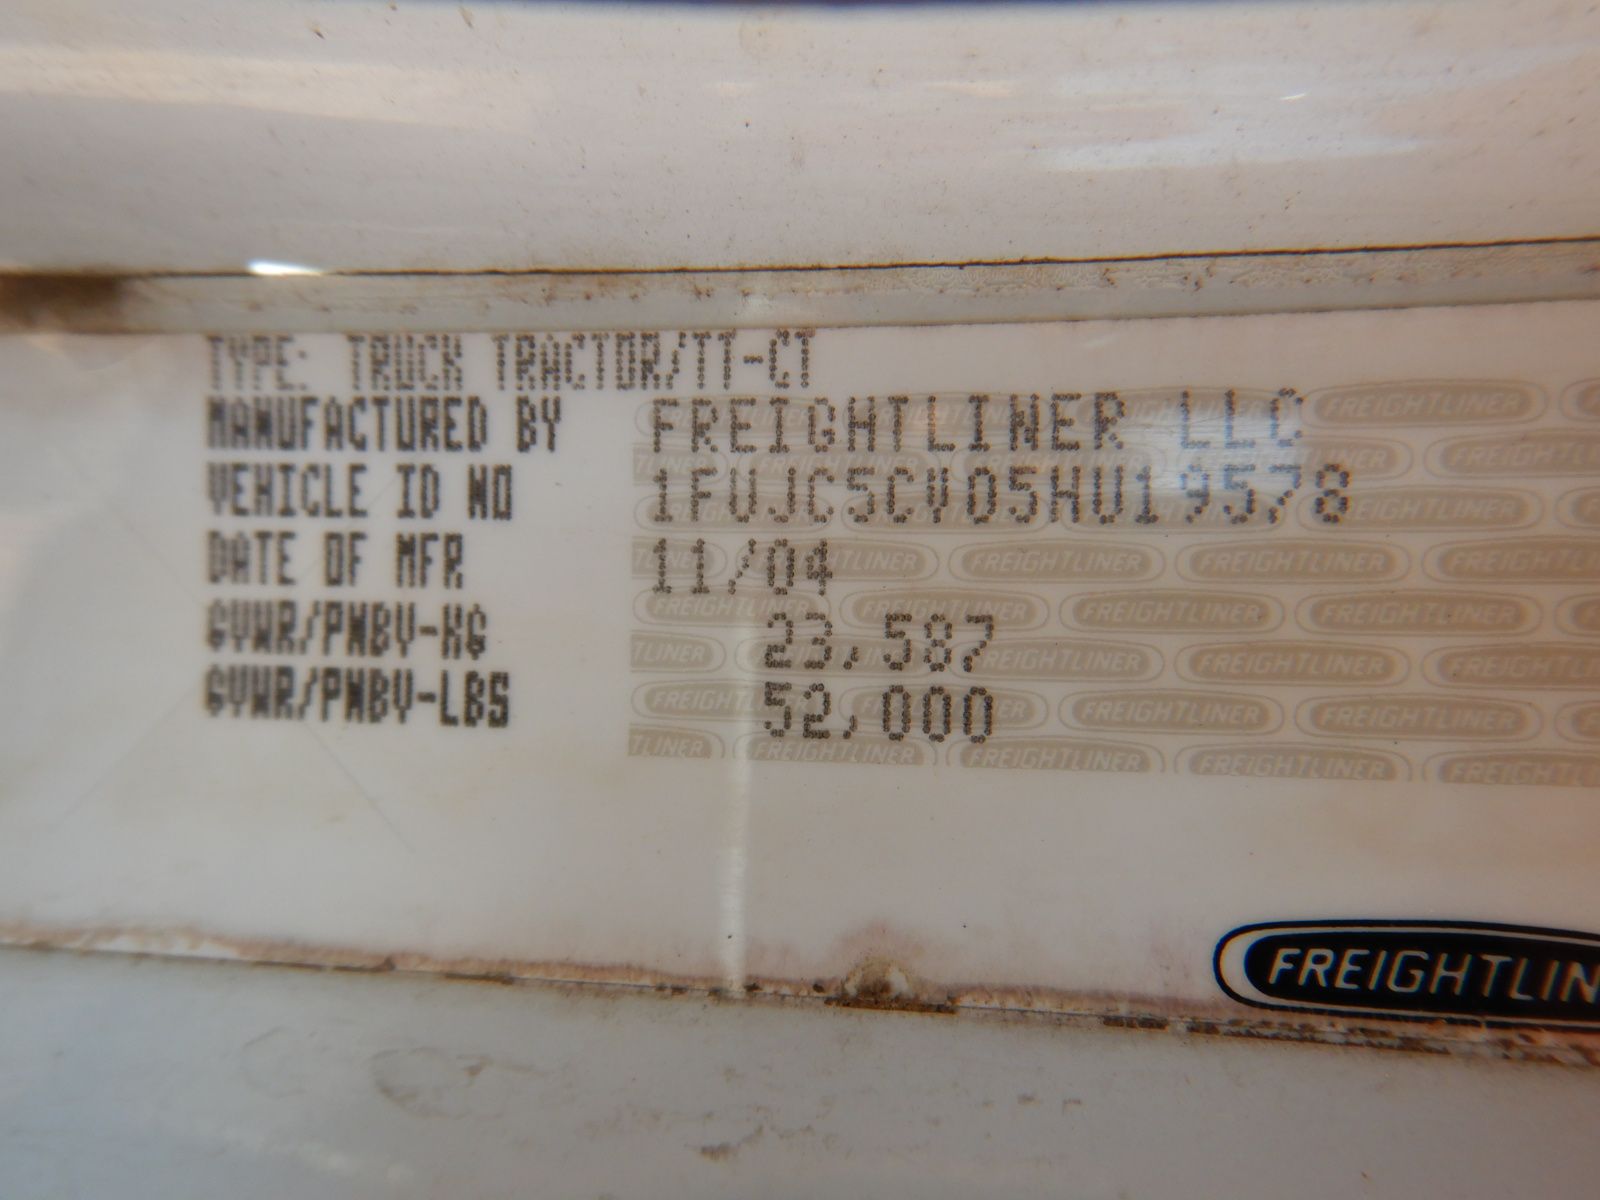 TYPE: TRUCK TRACTOR/TT-CT
MANUFACTURED BY FREIGHTLINER LLC
VEHICLE ID NO 1FUJC5CV05HU19578
DATE OF MFR 11/04
GVWR/PNBV-KG 23,587
GVWR/PNBV-LBS 52,000
FREIGHTLIN